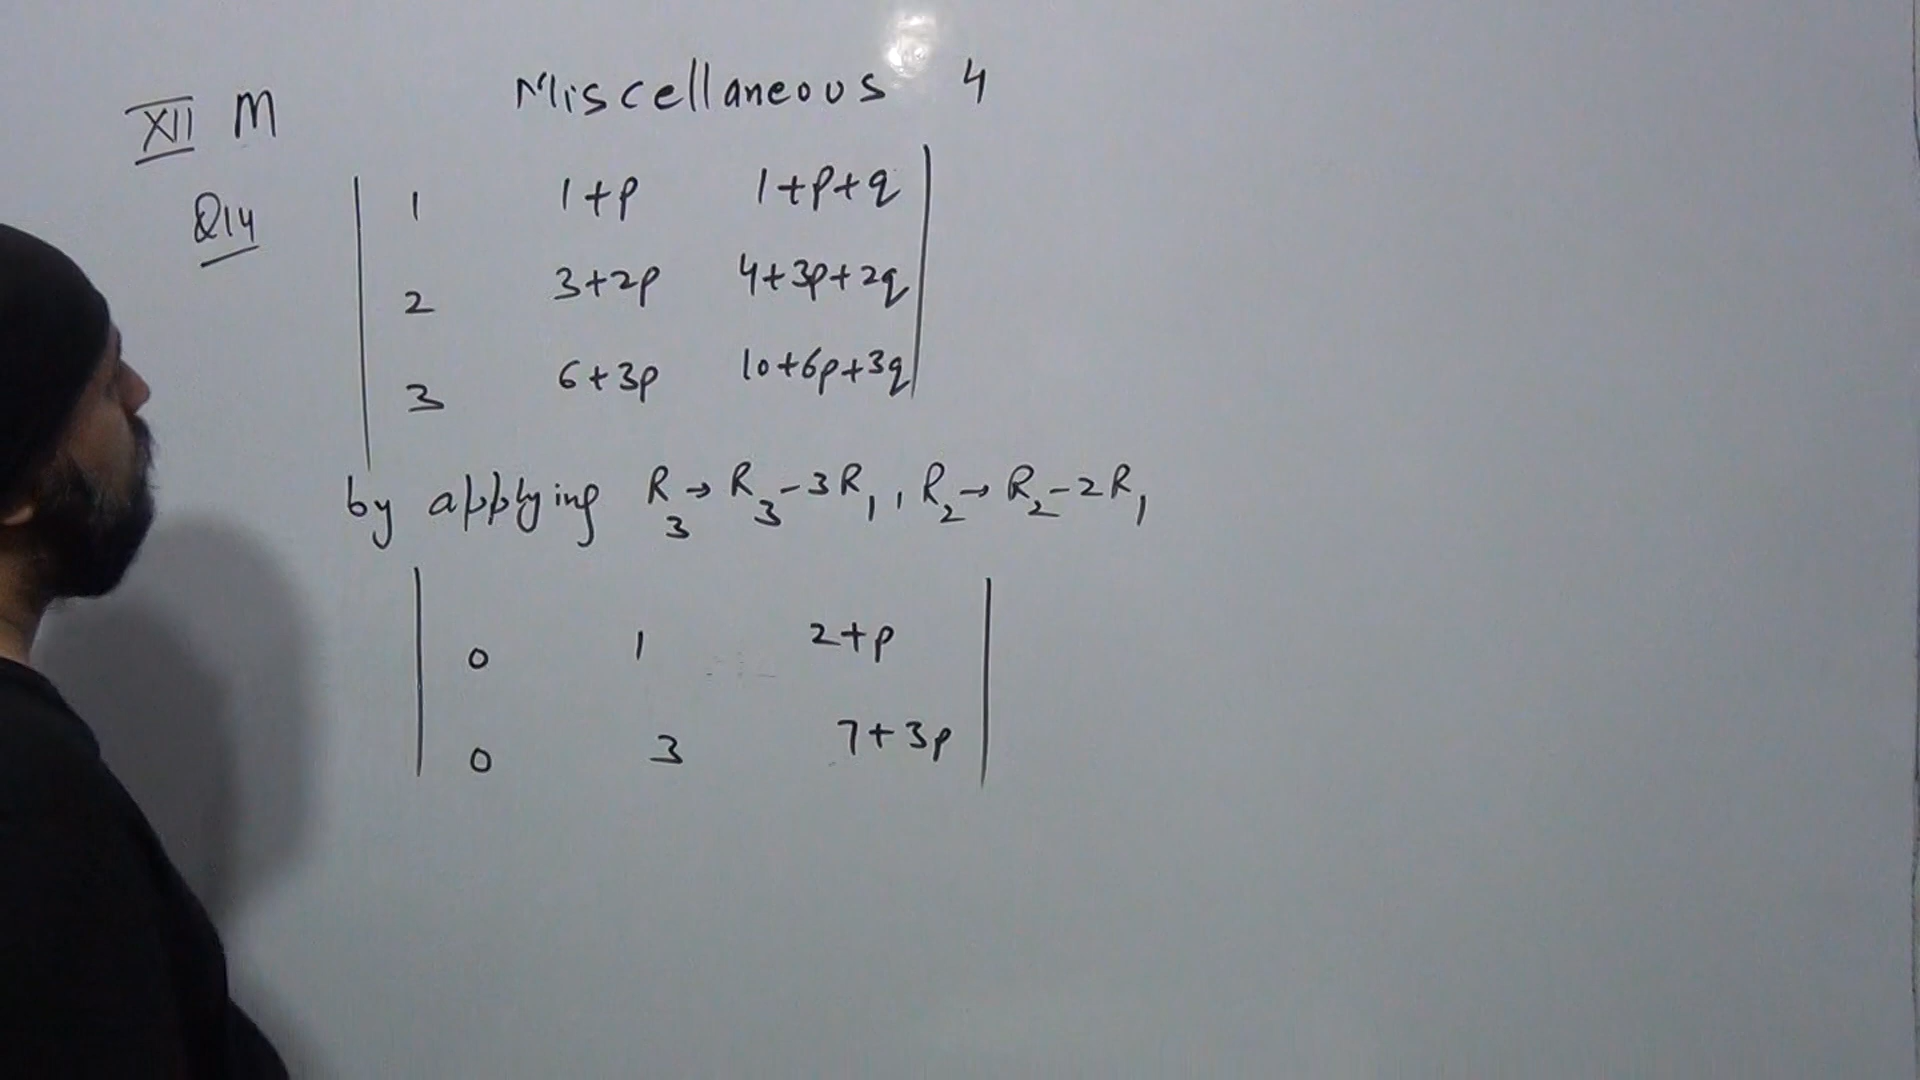 XII M Miscellaneous 4
Q14 1 1+p 1+p+q
2 3+2p 4+3p+2q
3 6+3p 10+6p+3q
by applying R3→R3-3R1, R2→R2-2R1
0 1 2+p
0 3 7+3p